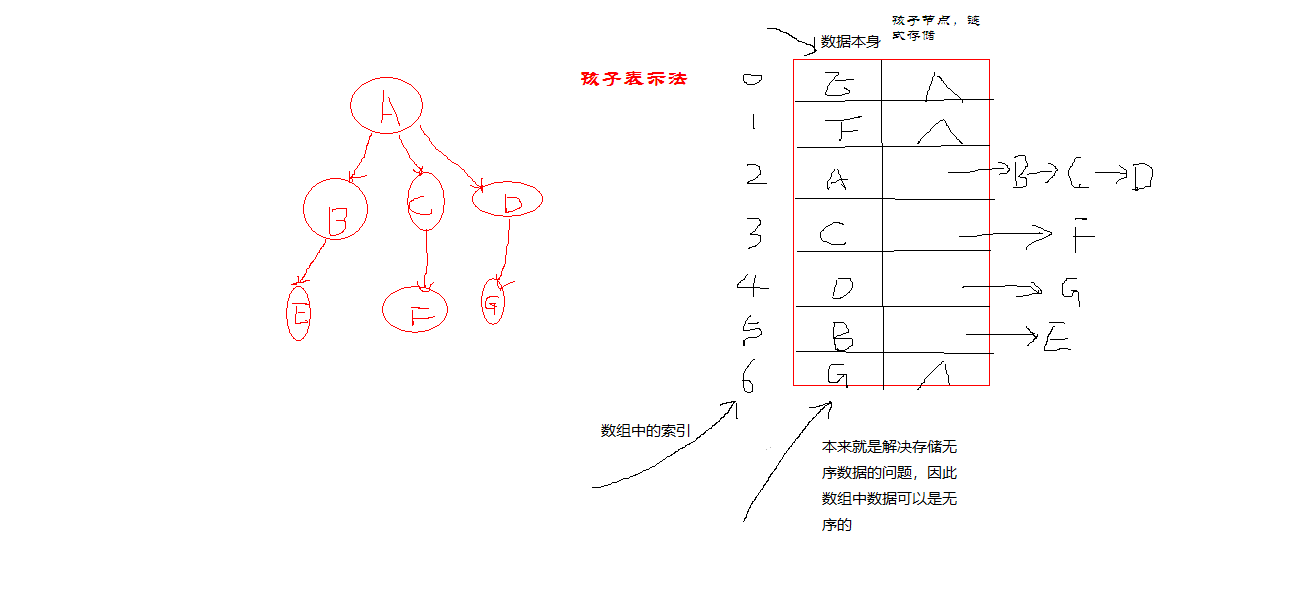 孩子节点，链
式存储
数据本身
孩子表示法
A
B
C
D
E
F
G
0 E Λ
1 F Λ
2 A B C D
3 C F
4 D G
5 B E
6 G Λ
数组中的索引
本来就是解决存储无
序数据的问题，因此
数组中数据可以是无
序的